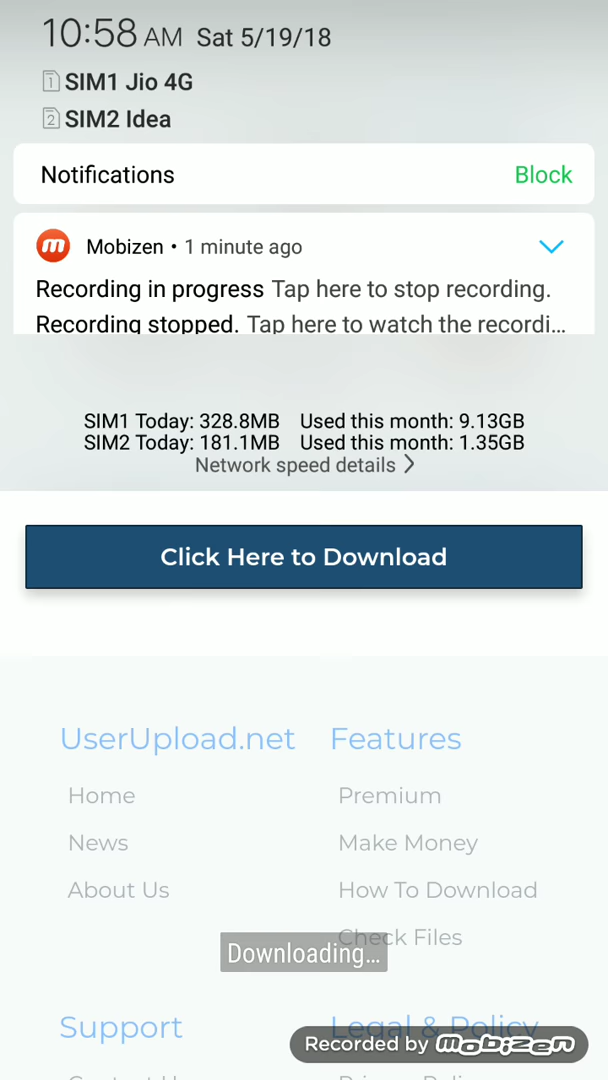 10:58 AM Sat 5/19/18
1 SIM1 Jio 4G
2 SIM2 Idea
Notifications Block
m Mobizen • 1 minute ago
Recording in progress Tap here to stop recording.
Recording stopped. Tap here to watch the recordi...
SIM1 Today: 328.8MB Used this month: 9.13GB
SIM2 Today: 181.1MB Used this month: 1.35GB
Network speed details >
Click Here to Download
UserUpload.net Features
Home Premium
News Make Money
About Us How To Download
Check Files
Downloading...
Support Legal & Policy
Recorded by mobizen